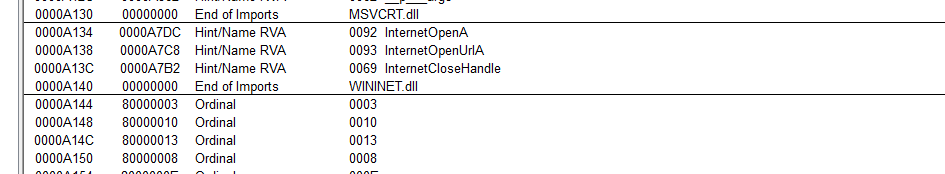 0000A130 00000000 End of Imports MSVCRT.dll
0000A134 0000A7DC Hint/Name RVA 0092 InternetOpenA
0000A138 0000A7C8 Hint/Name RVA 0093 InternetOpenUrlA
0000A13C 0000A7B2 Hint/Name RVA 0069 InternetCloseHandle
0000A140 00000000 End of Imports WININET.dll
0000A144 80000003 Ordinal 0003
0000A148 80000010 Ordinal 0010
0000A14C 80000013 Ordinal 0013
0000A150 80000008 Ordinal 0008